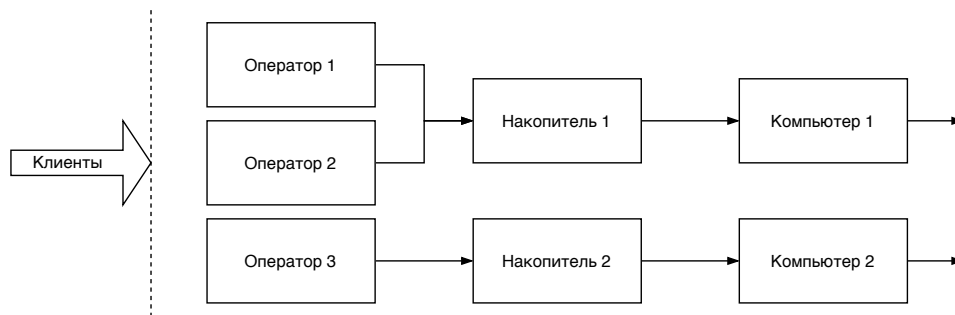 Оператор 1
Накопитель 1
Компьютер 1
Клиенты
Оператор 2
Оператор 3
Накопитель 2
Компьютер 2